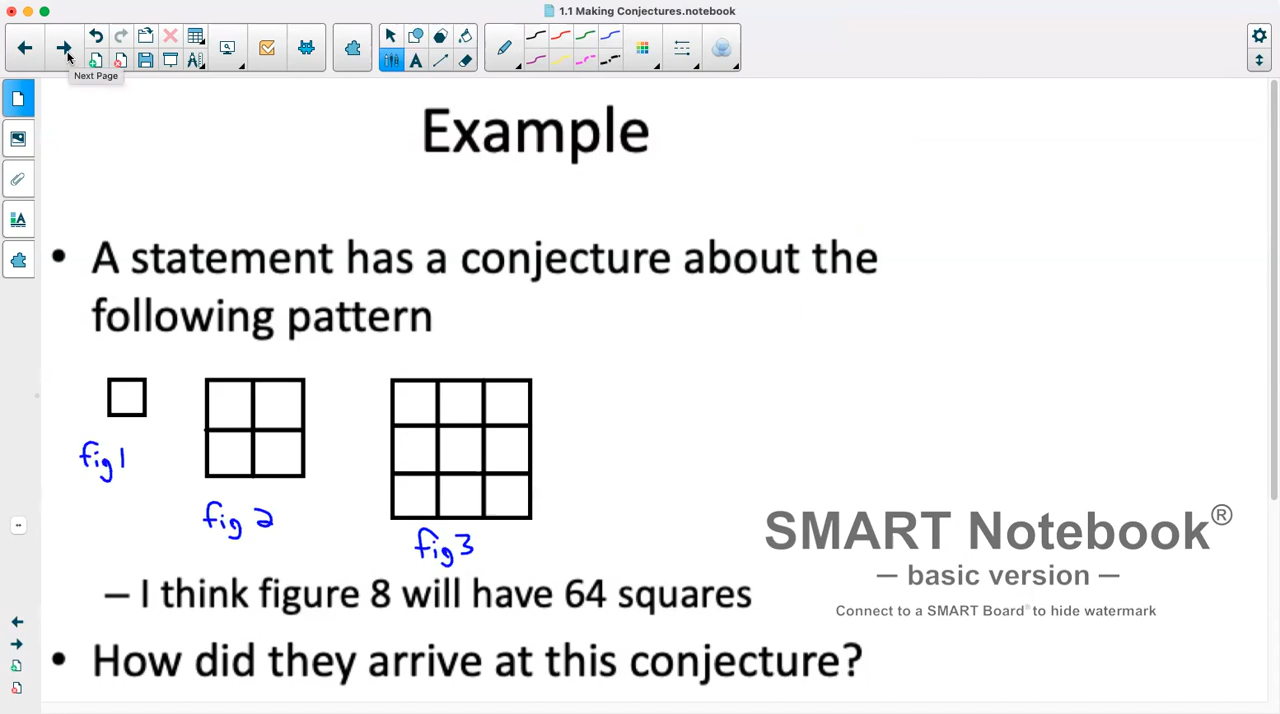 1.1 Making Conjectures.notebook
Next Page
Example
• A statement has a conjecture about the
following pattern
fig 1
fig 2
fig 3
– I think figure 8 will have 64 squares
• How did they arrive at this conjecture?
SMART Notebook®
— basic version —
Connect to a SMART Board® to hide watermark